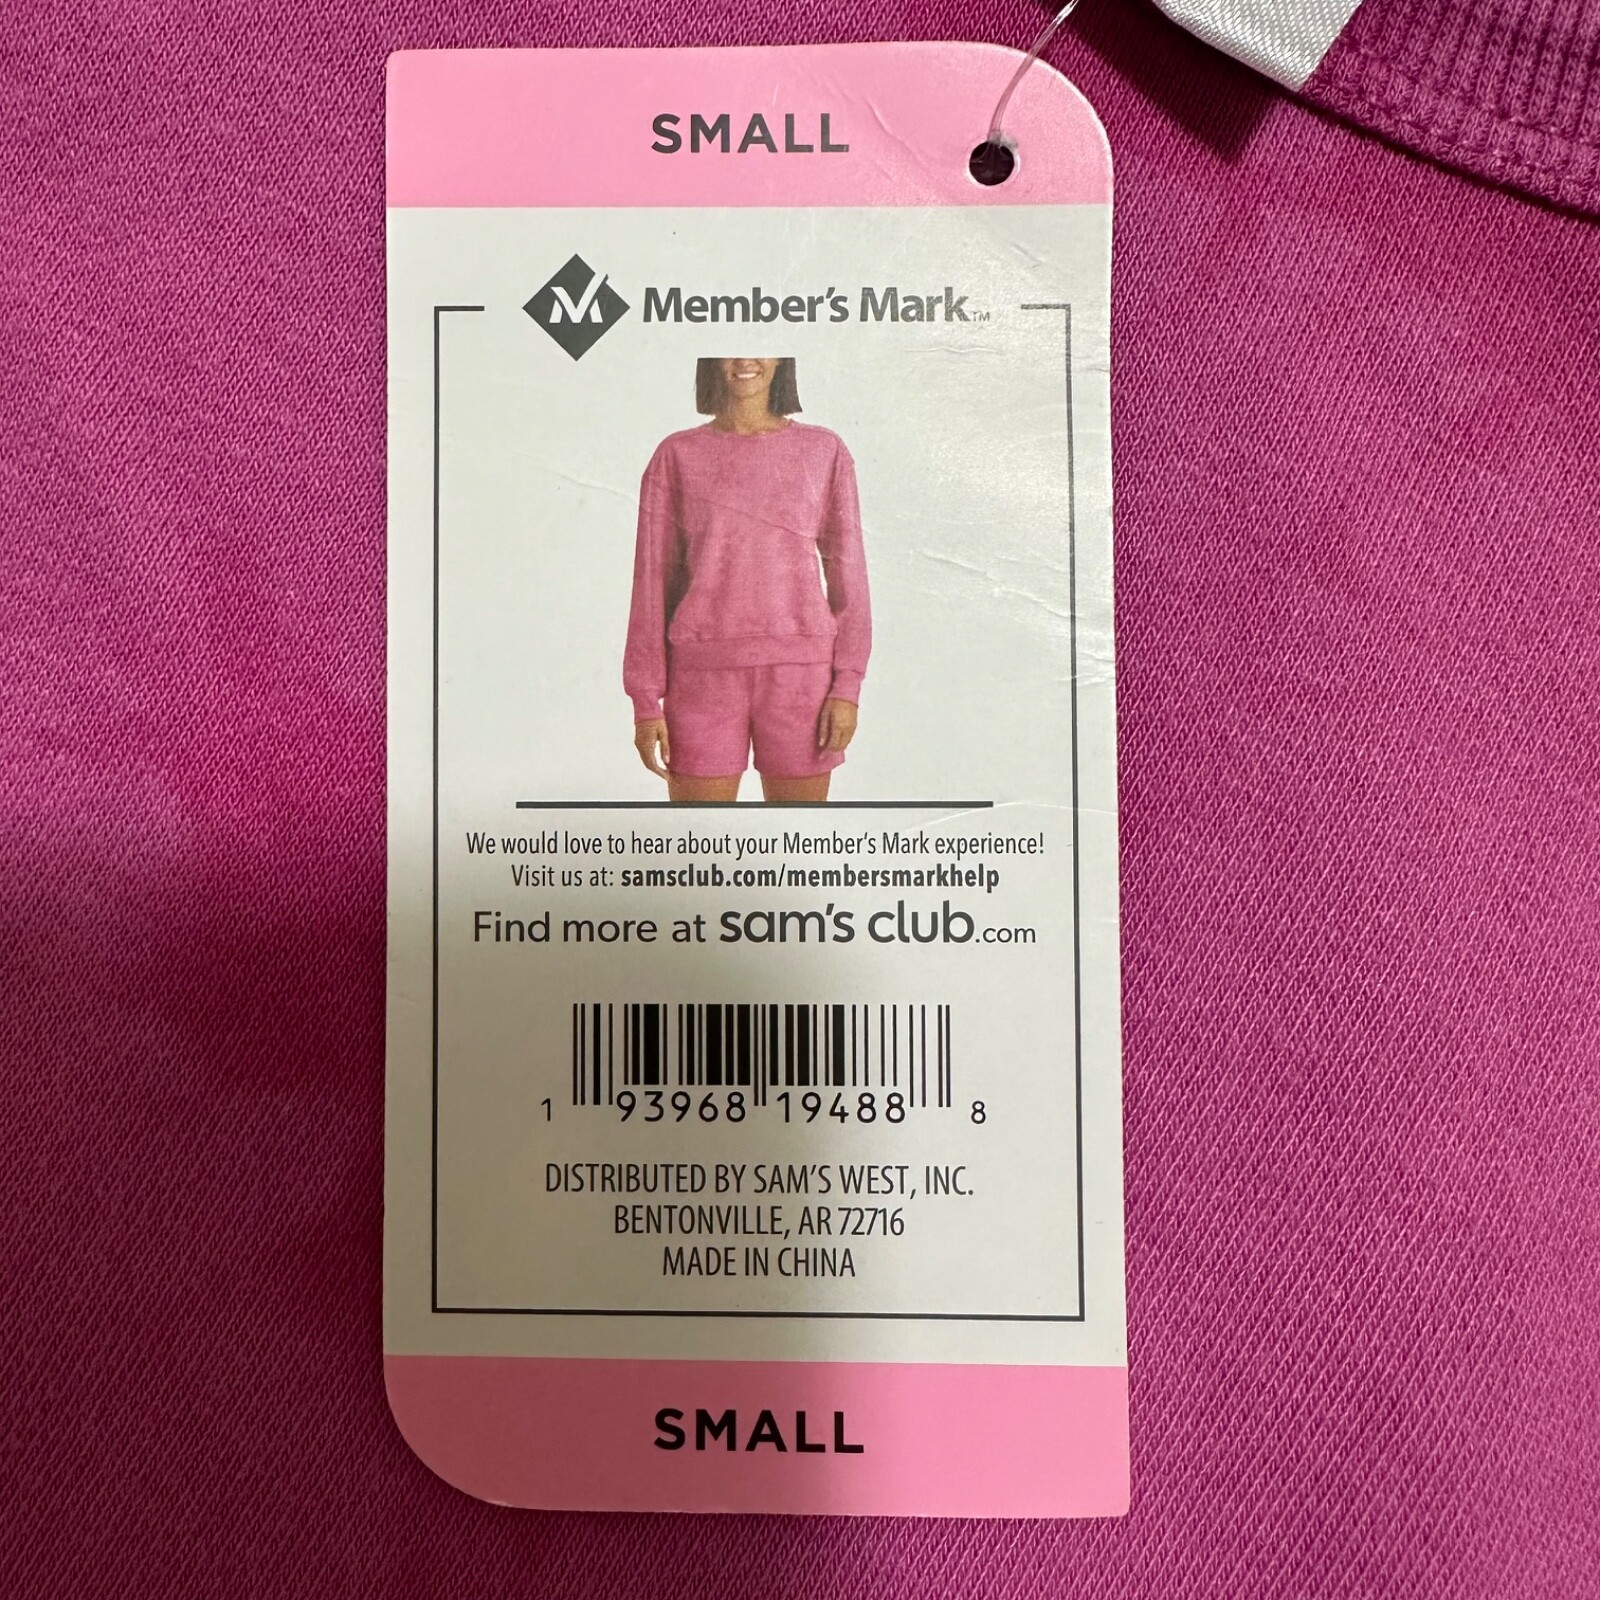 SMALL
Member's Mark™
We would love to hear about your Member's Mark experience!
Visit us at: samsclub.com/membersmarkhelp
Find more at sam's club.com
1 93968 19488 8
DISTRIBUTED BY SAM'S WEST, INC.
BENTONVILLE, AR 72716
MADE IN CHINA
SMALL